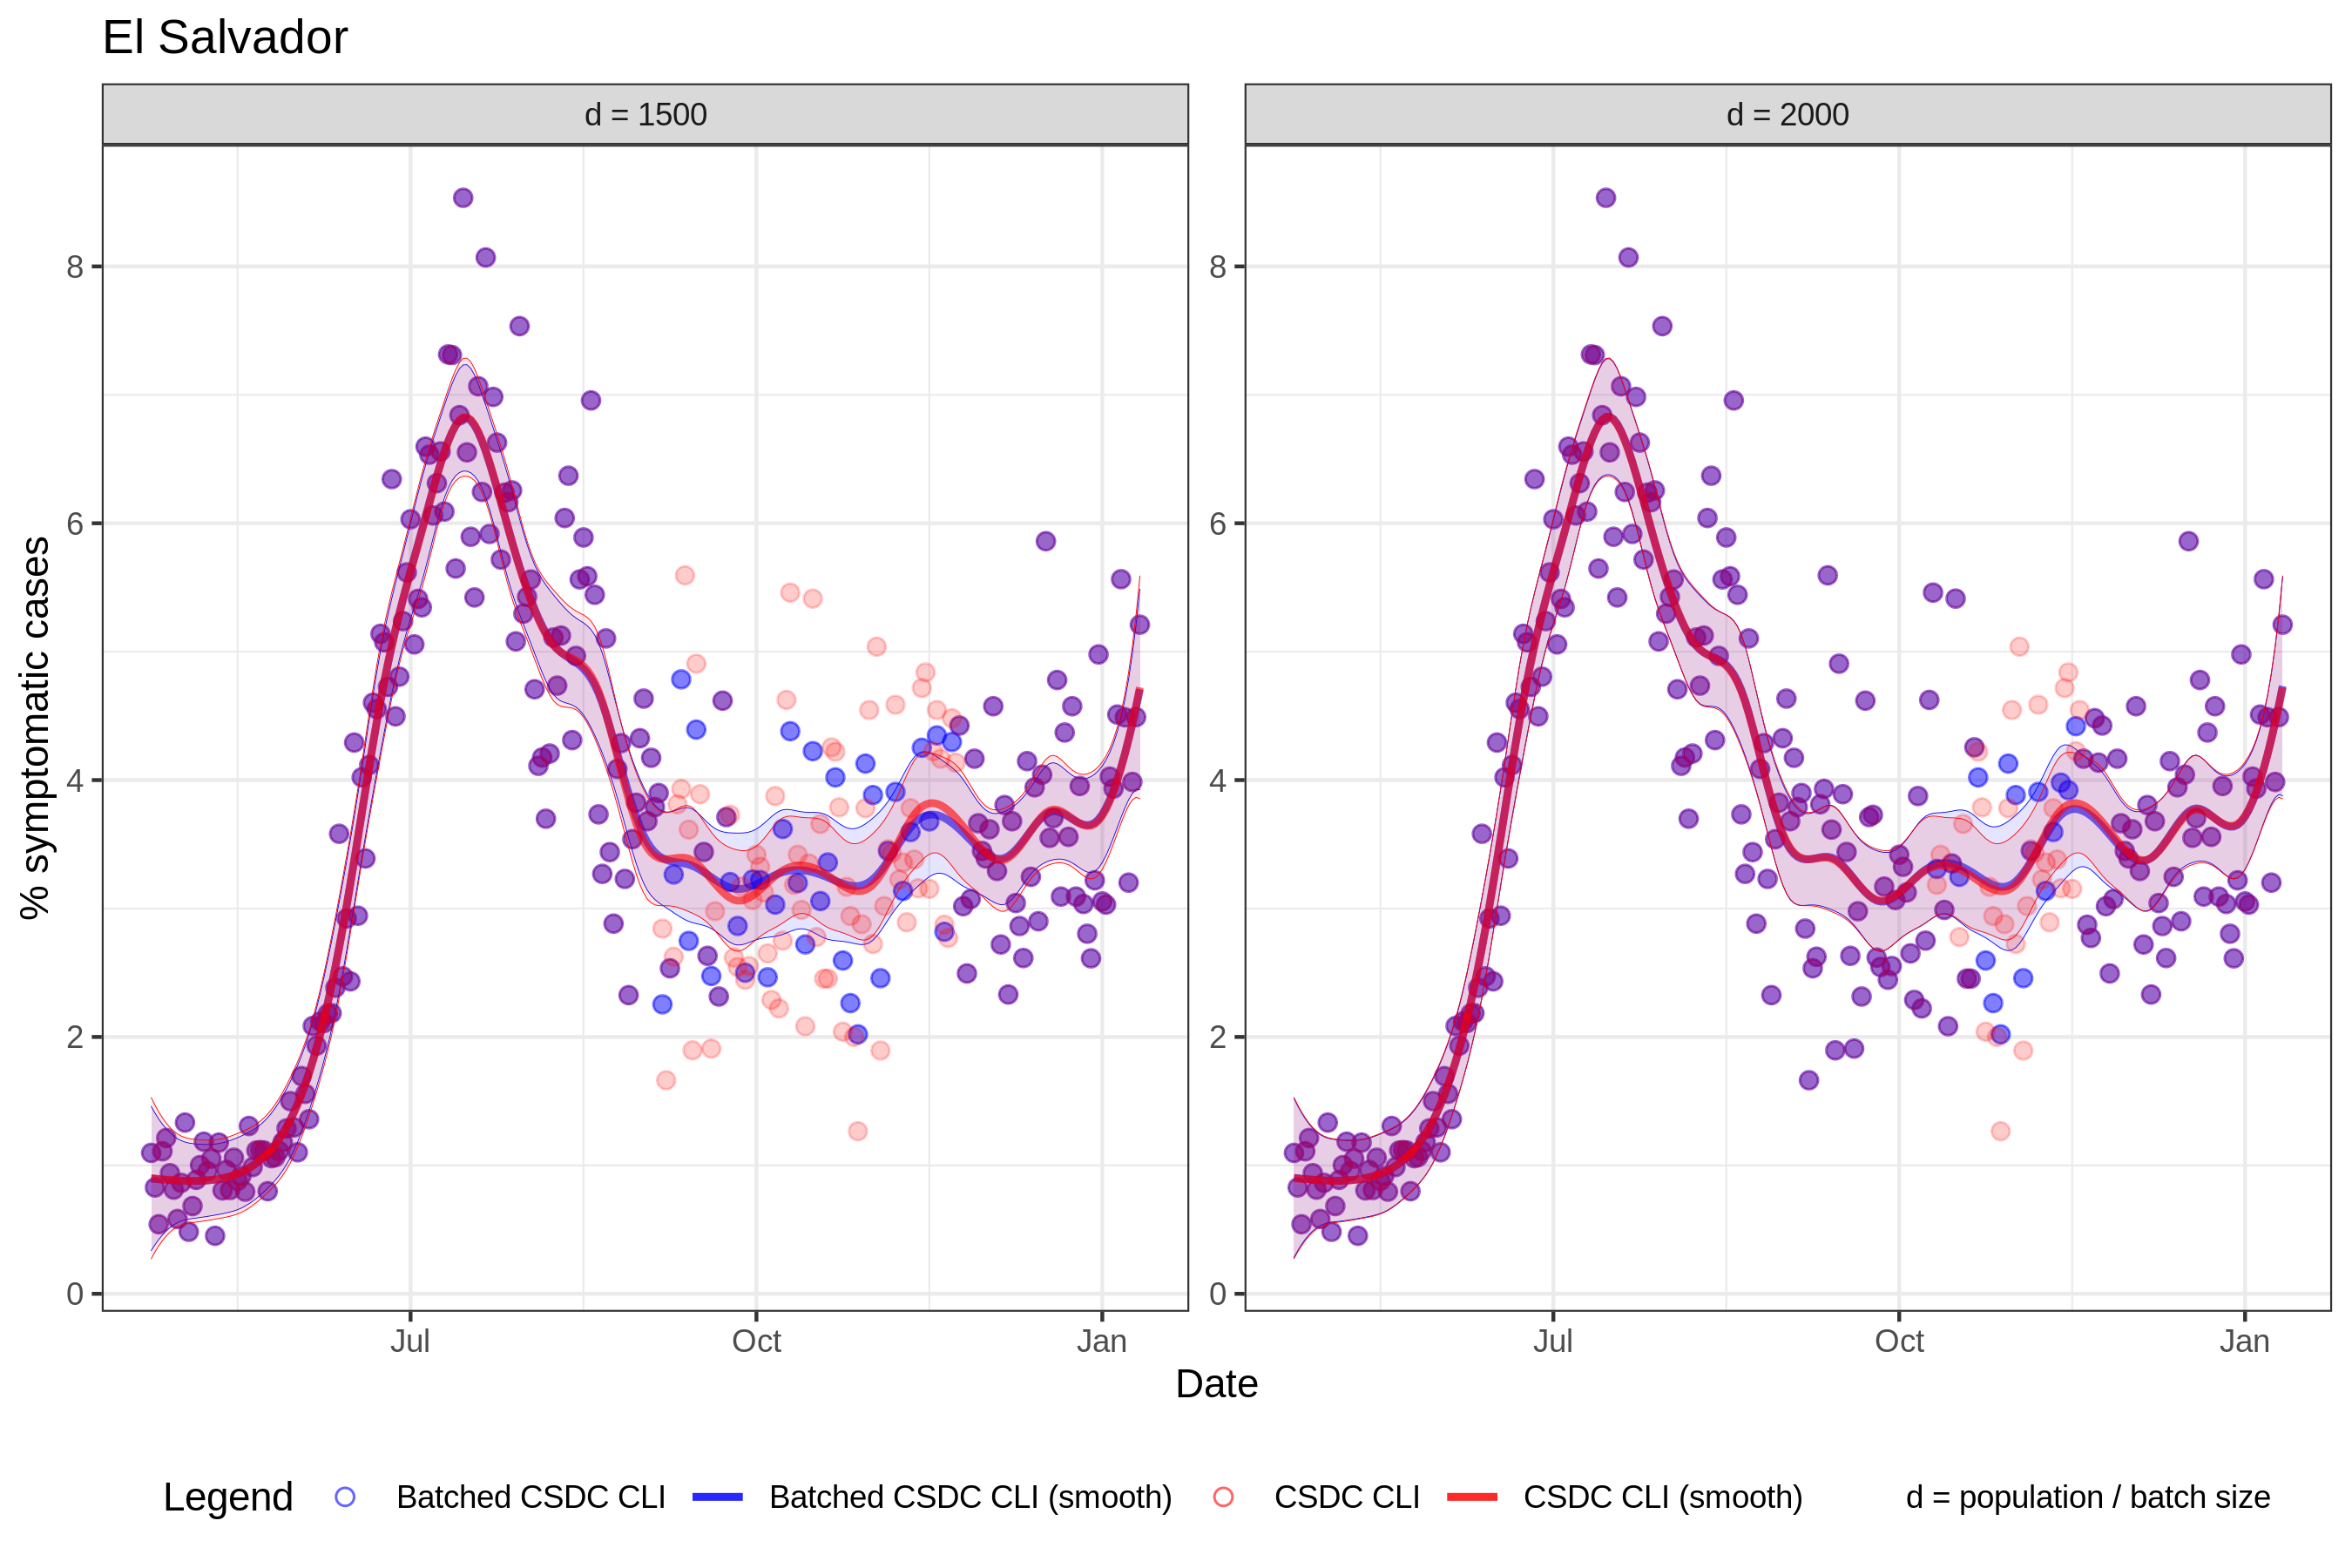 El Salvador
d = 1500
d = 2000
% symptomatic cases
8
6
4
2
0
8
6
4
2
0
Jul
Oct
Jan
Jul
Oct
Jan
Date
Legend
Batched CSDC CLI
Batched CSDC CLI (smooth)
CSDC CLI
CSDC CLI (smooth)
d = population / batch size